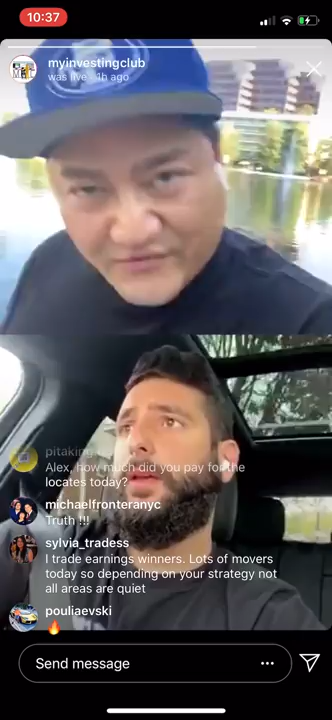 10:37
myinvestingclub
was live · 1h ago
pitaking
Alex, how much did you pay for the
locates today?
michaelfronteranyc
Truth !!!
sylvia_tradess
I trade earnings winners. Lots of movers
today so depending on your strategy not
all areas are quiet
pouliaevski
🔥
Send message